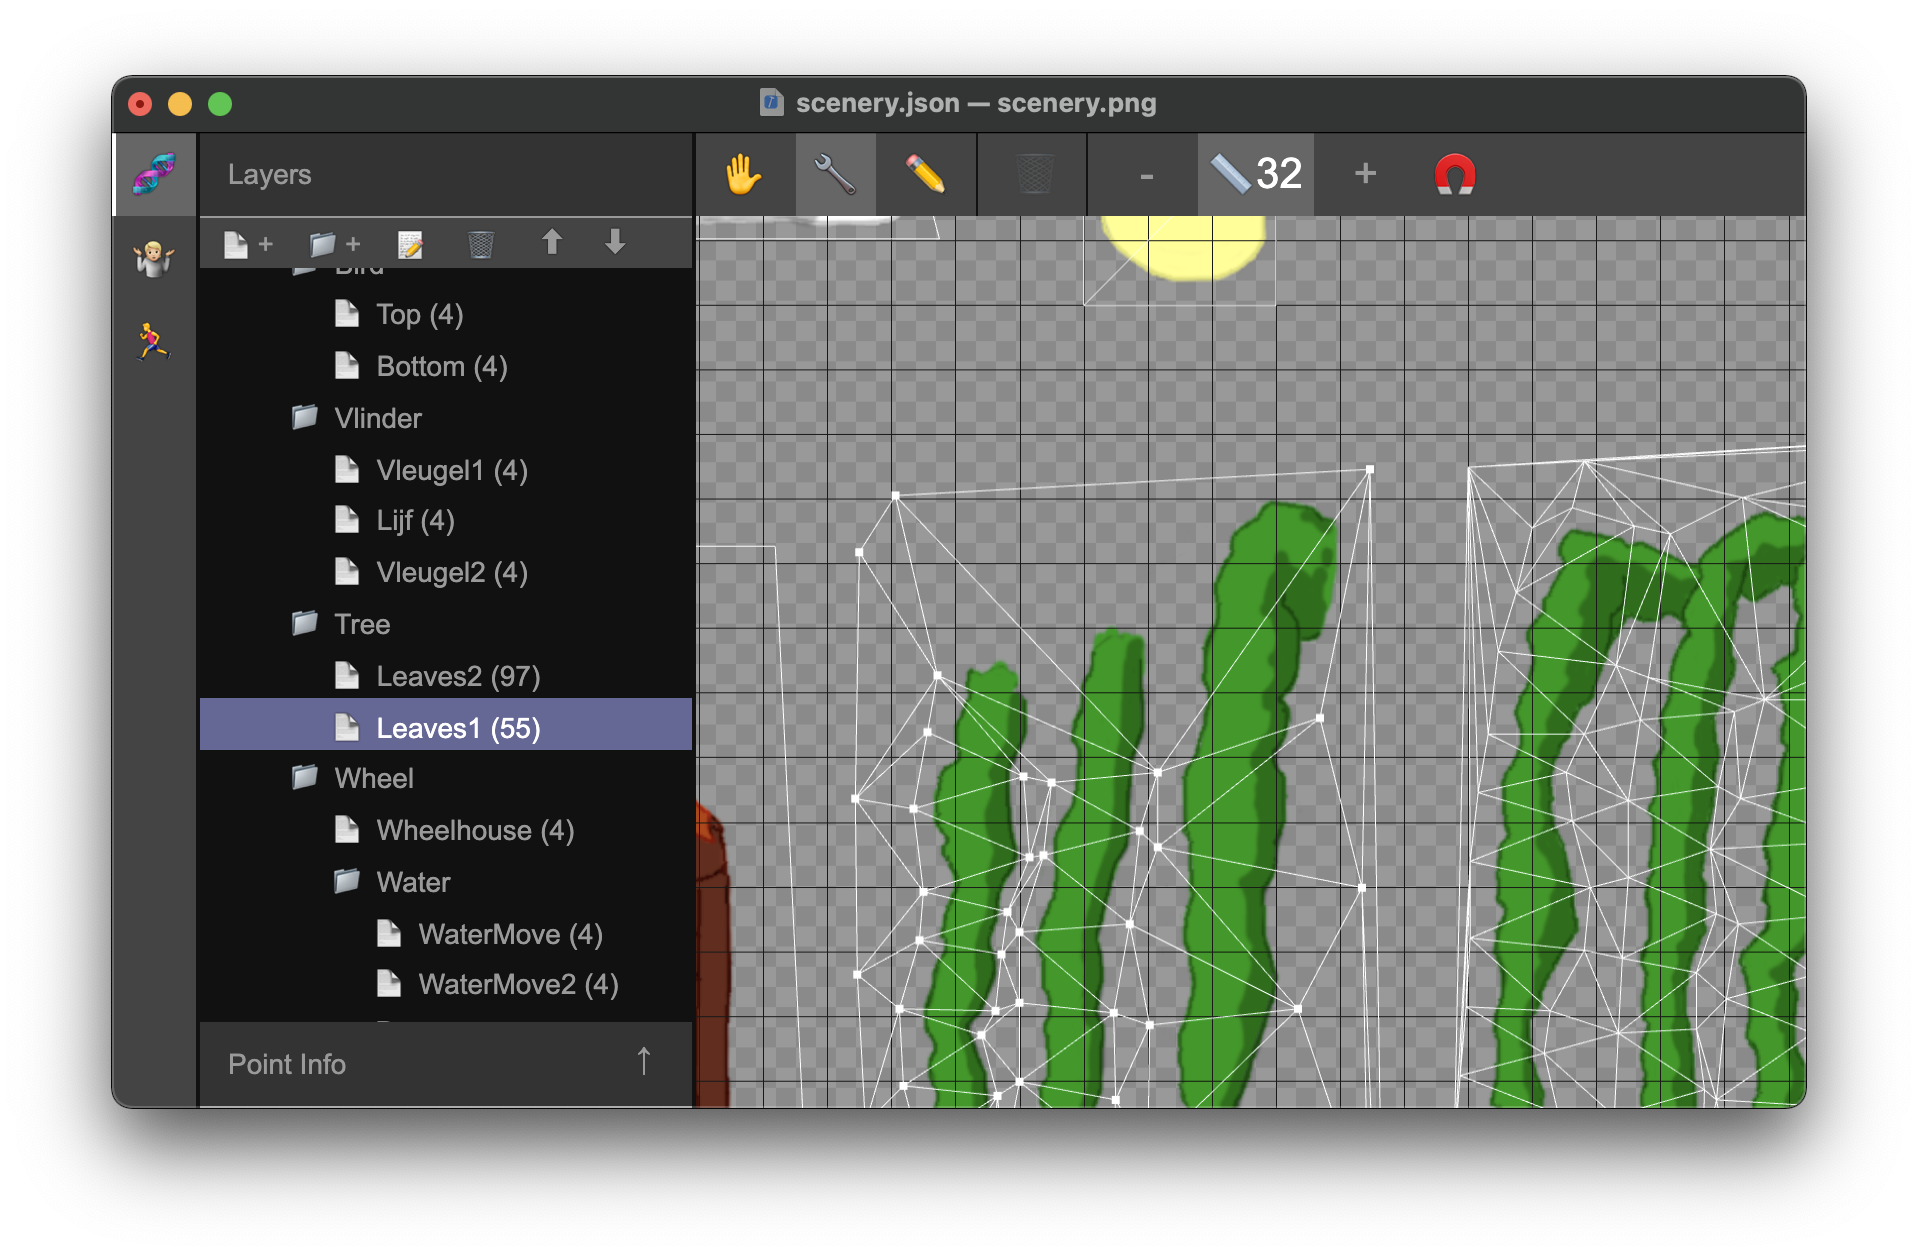 scenery.json — scenery.png
Layers
- 32 +
+ +
Bird
Top (4)
Bottom (4)
Vlinder
Vleugel1 (4)
Lijf (4)
Vleugel2 (4)
Tree
Leaves2 (97)
Leaves1 (55)
Wheel
Wheelhouse (4)
Water
WaterMove (4)
WaterMove2 (4)
Point Info ↑